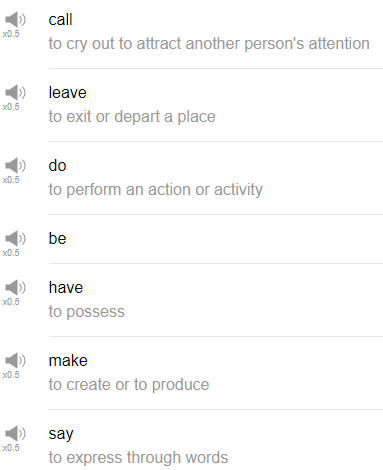 call
x0.5
to cry out to attract another person's attention
leave
x0.5
to exit or depart a place
do
x0.5
to perform an action or activity
be
x0.5
have
x0.5
to possess
make
x0.5
to create or to produce
say
x0.5
to express through words